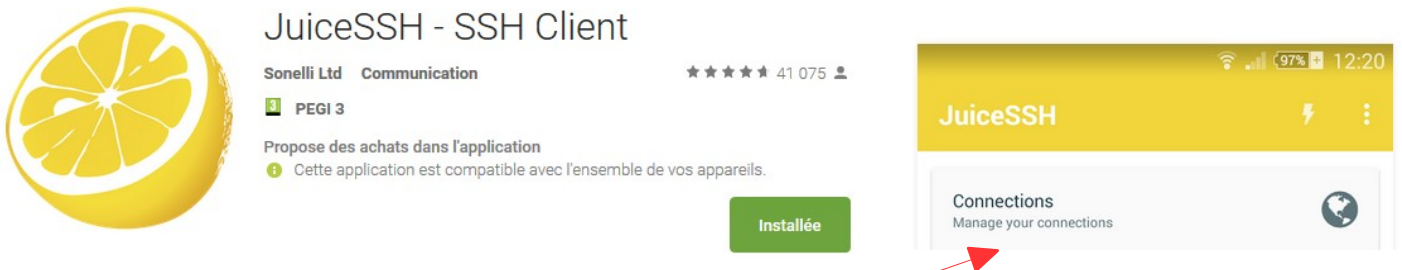 JuiceSSH - SSH Client
Sonelli Ltd Communication
41 075
3 PEGI 3
Propose des achats dans l'application
Cette application est compatible avec l'ensemble de vos appareils.
Installée
97% 12:20
JuiceSSH
Connections
Manage your connections